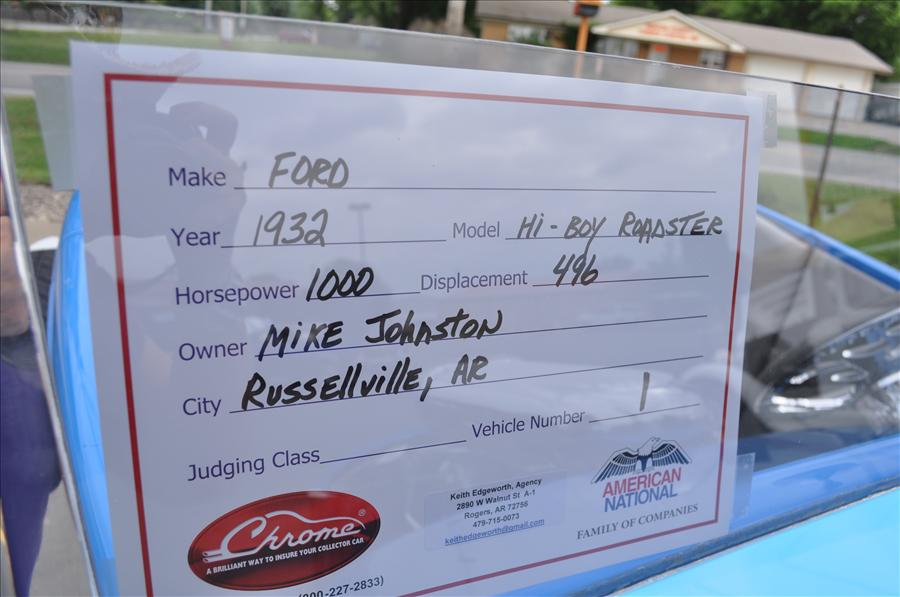 Make FORD
Year 1932 Model Hi-BOY ROADSTER
Horsepower 1000 Displacement 496
Owner MIKE JOHNSTON
City RUSSELLVILLE, AR
Judging Class Vehicle Number 1
Chrome®
A BRILLIANT WAY TO INSURE YOUR COLLECTOR CAR
Keith Edgeworth, Agency
2890 W Walnut St A-1
Rogers, AR 72756
479-715-0073
keithedgeworth@gmail.com
AMERICAN
NATIONAL
FAMILY OF COMPANIES
-227-2833)